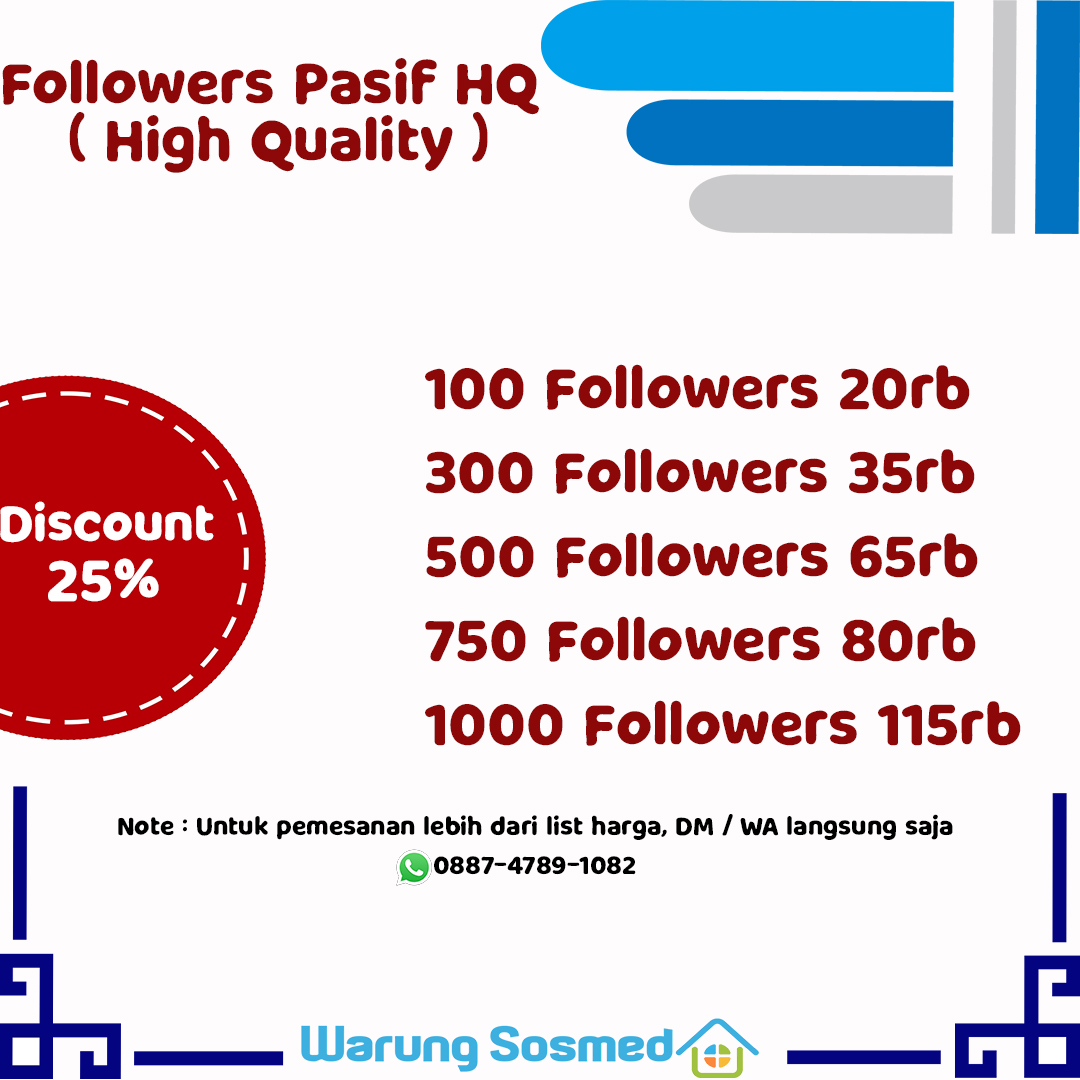 Followers Pasif HQ
( High Quality )
100 Followers 20rb
300 Followers 35rb
500 Followers 65rb
750 Followers 80rb
1000 Followers 115rb
Discount
25%
Note : Untuk pemesanan lebih dari list harga, DM / WA langsung saja
0887-4789-1082
Warung Sosmed